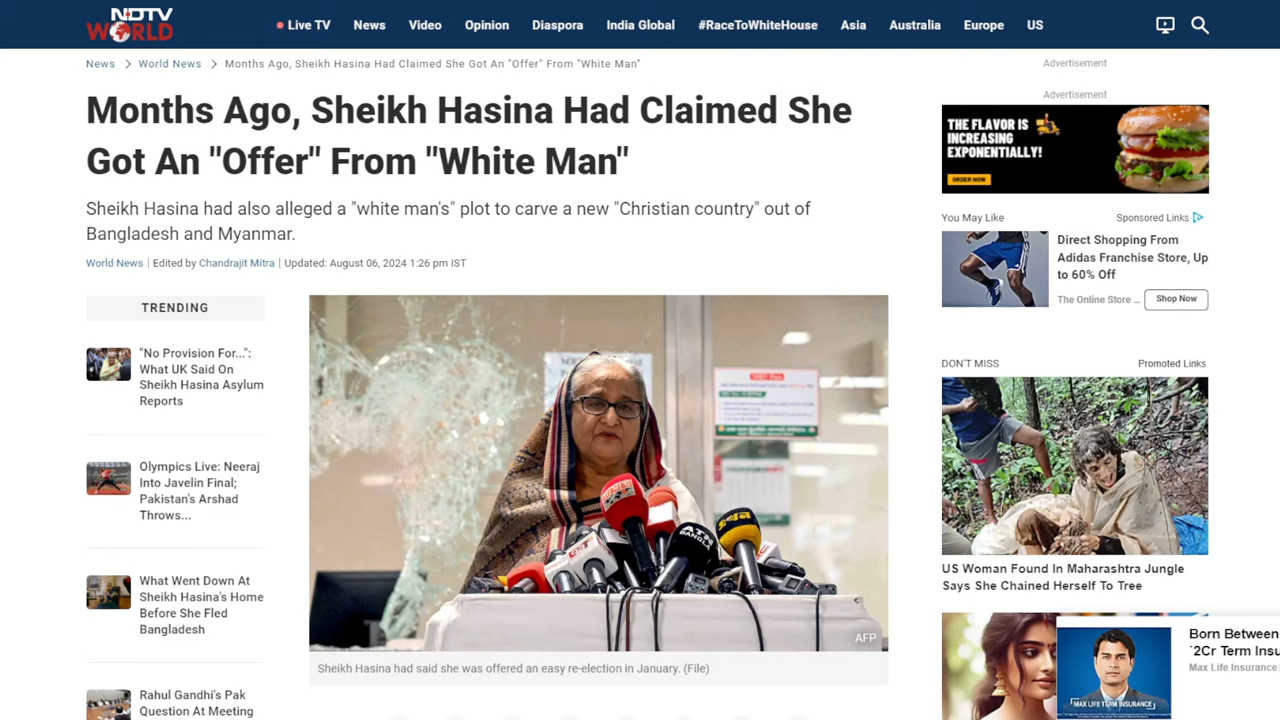 NDTV
WORLD
Live TV
News
Video
Opinion
Diaspora
India Global
#RaceToWhiteHouse
Asia
Australia
Europe
US
News > World News > Months Ago, Sheikh Hasina Had Claimed She Got An "Offer" From "White Man"
Months Ago, Sheikh Hasina Had Claimed She
Got An "Offer" From "White Man"
Sheikh Hasina had also alleged a "white man's" plot to carve a new "Christian country" out of
Bangladesh and Myanmar.
World News | Edited by Chandrajit Mitra | Updated: August 06, 2024 1:26 pm IST
TRENDING
"No Provision For...":
What UK Said On
Sheikh Hasina Asylum
Reports
Olympics Live: Neeraj
Into Javelin Final;
Pakistan's Arshad
Throws...
What Went Down At
Sheikh Hasina's Home
Before She Fled
Bangladesh
Rahul Gandhi's Pak
Question At Meeting
ATN
BANGLA
AFP
Sheikh Hasina had said she was offered an easy re-election in January. (File)
Advertisement
Advertisement
THE FLAVOR IS
INCREASING
EXPONENTIALLY!
ORDER NOW
You May Like
Sponsored Links
Direct Shopping From
Adidas Franchise Store, Up
to 60% Off
The Online Store ...
Shop Now
DON'T MISS
Promoted Links
US Woman Found In Maharashtra Jungle
Says She Chained Herself To Tree
MAX LIFE TERM INSURANCE
Born Between
`2Cr Term Insu
Max Life Insurance